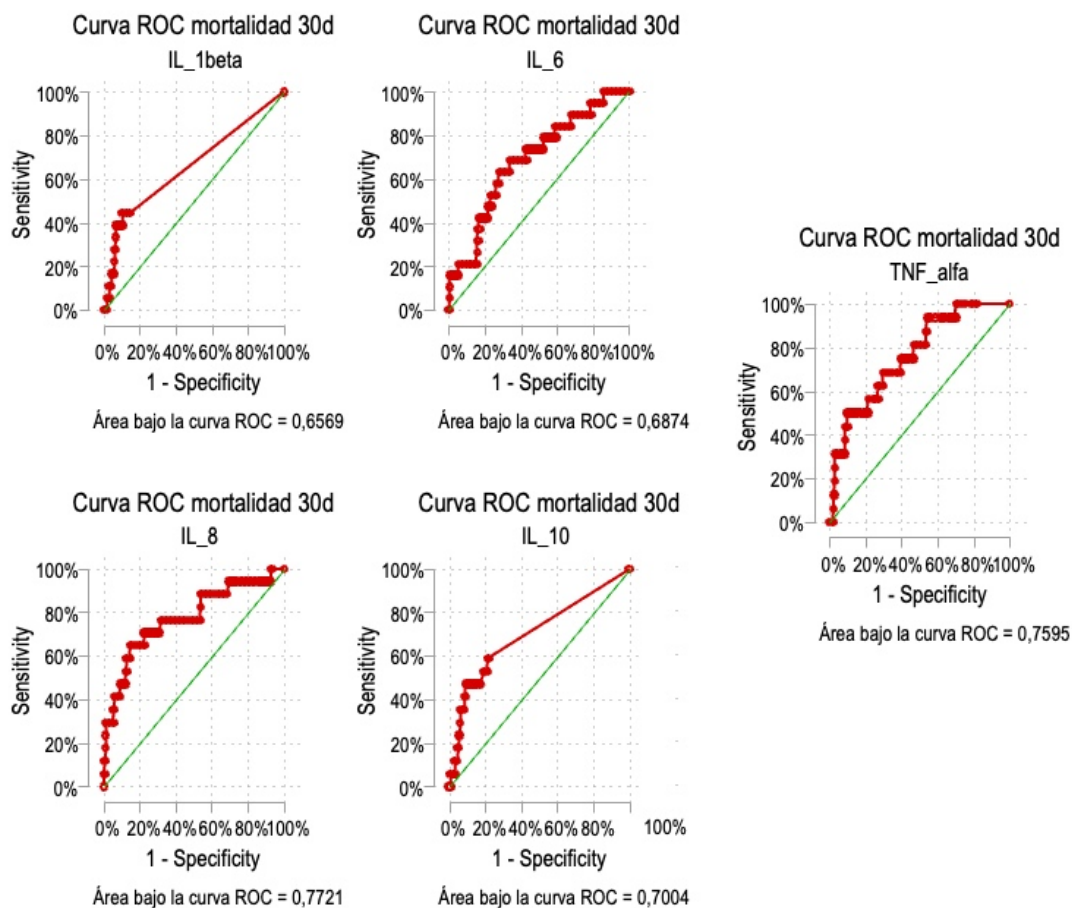 Curva ROC mortalidad 30d
IL_1beta
100%
80%
60%
40%
20%
0%
Sensitivity
0% 20% 40% 60% 80% 100%
1 - Specificity
Área bajo la curva ROC = 0,6569
Curva ROC mortalidad 30d
IL_6
100%
80%
60%
40%
20%
0%
Sensitivity
0% 20% 40% 60% 80% 100%
1 - Specificity
Área bajo la curva ROC = 0,6874
Curva ROC mortalidad 30d
TNF_alfa
100%
80%
60%
40%
20%
0%
Sensitivity
0% 20% 40% 60% 80% 100%
1 - Specificity
Área bajo la curva ROC = 0,7595
Curva ROC mortalidad 30d
IL_8
100%
80%
60%
40%
20%
0%
Sensitivity
0% 20% 40% 60% 80% 100%
1 - Specificity
Área bajo la curva ROC = 0,7721
Curva ROC mortalidad 30d
IL_10
100%
80%
60%
40%
20%
0%
Sensitivity
0% 20% 40% 60% 80% 100%
1 - Specificity
Área bajo la curva ROC = 0,7004